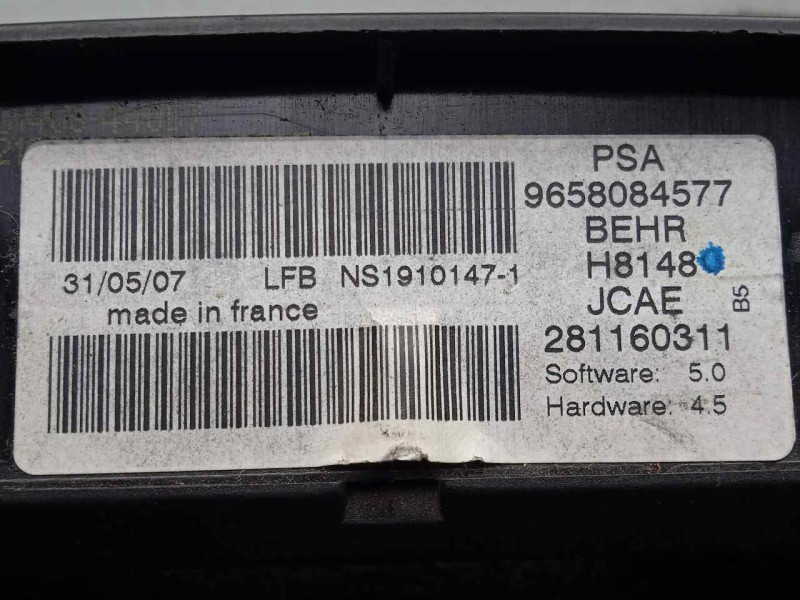 PSA
9658084577
BEHR
H8148
JCAE
281160311
Software: 5.0
Hardware: 4.5
B5
31/05/07 LFB NS1910147-1
made in france